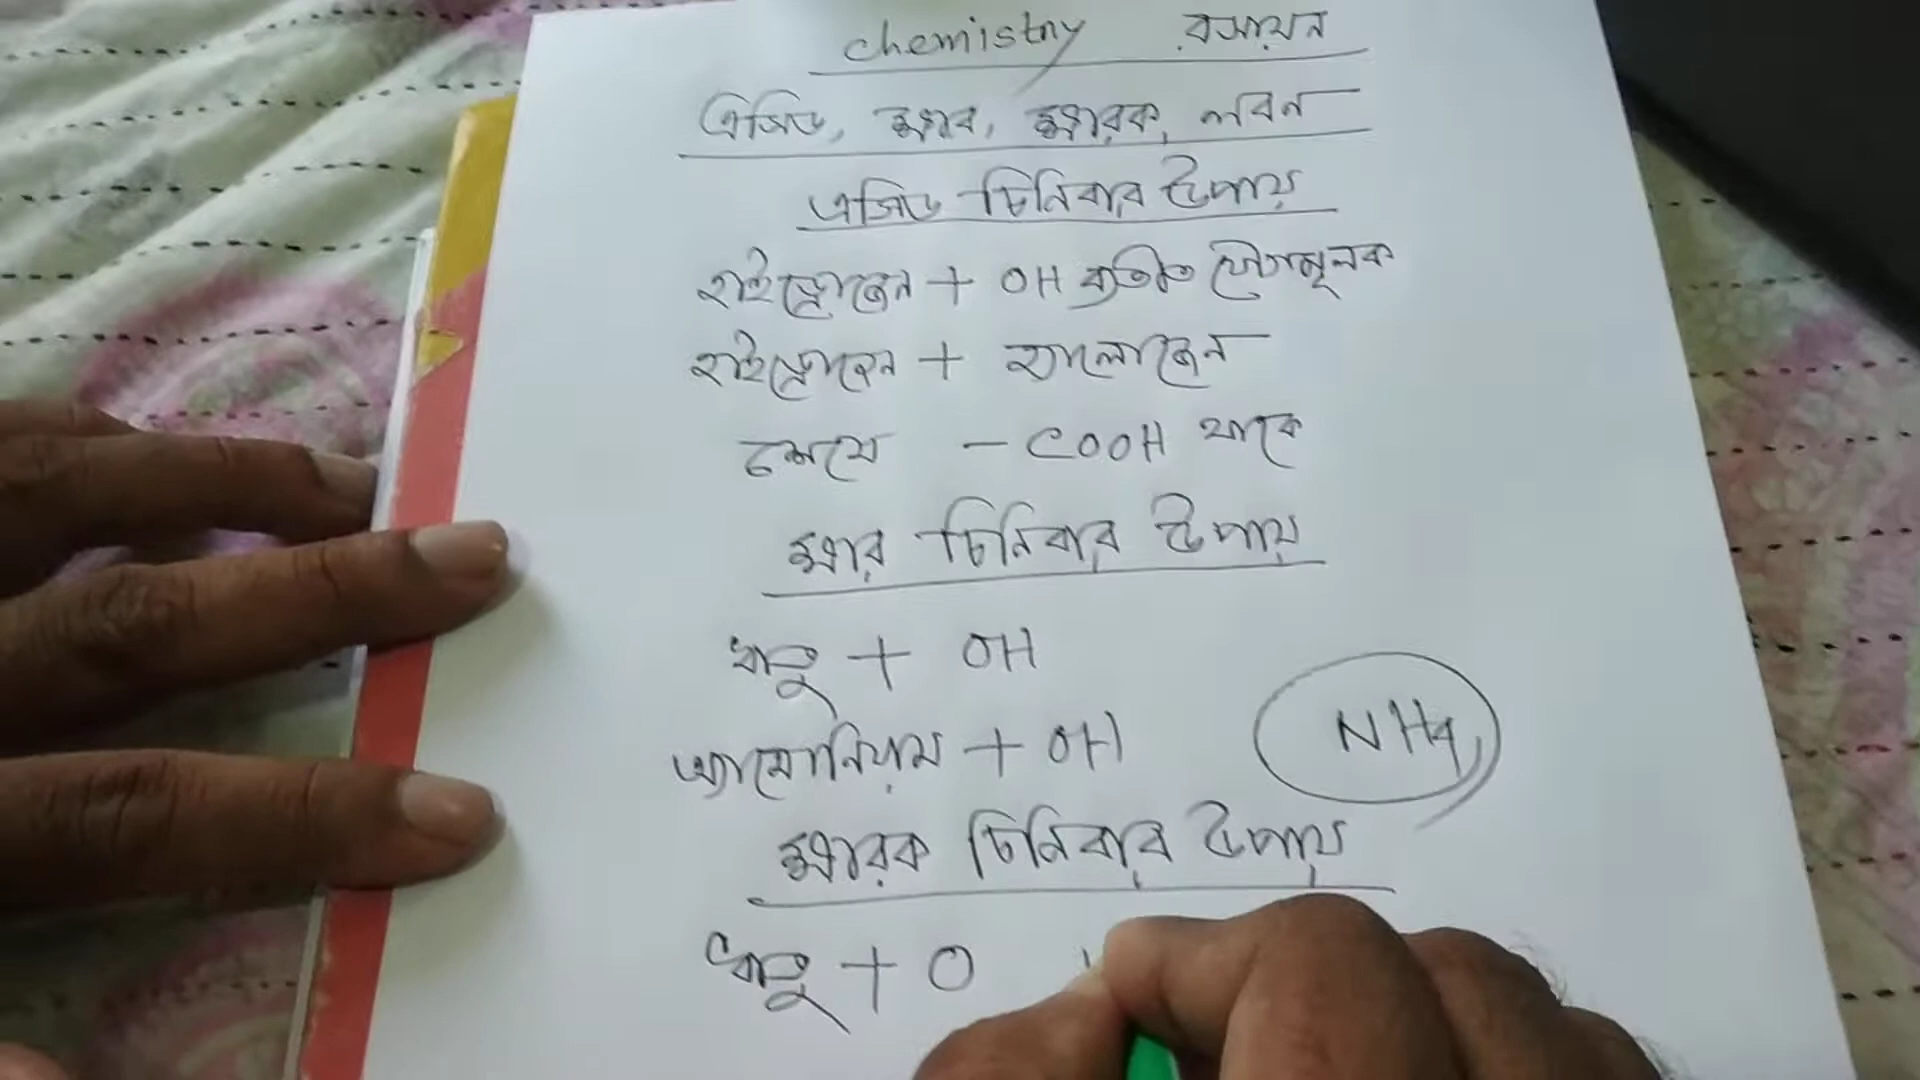 chemistry রসায়ন
এসিড, ক্ষার, ক্ষারক, লবন
এসিড চিনিবার উপায়
হাইড্রোজেন + OH ব্যতিত যৌগমূলক
হাইড্রোজেন + হ্যালোজেন
শেষে - COOH থাকে
ক্ষার চিনিবার উপায়
ধাতু + OH
অ্যামোনিয়াম + OH NH4
ক্ষারক চিনিবার উপায়
ধাতু + O